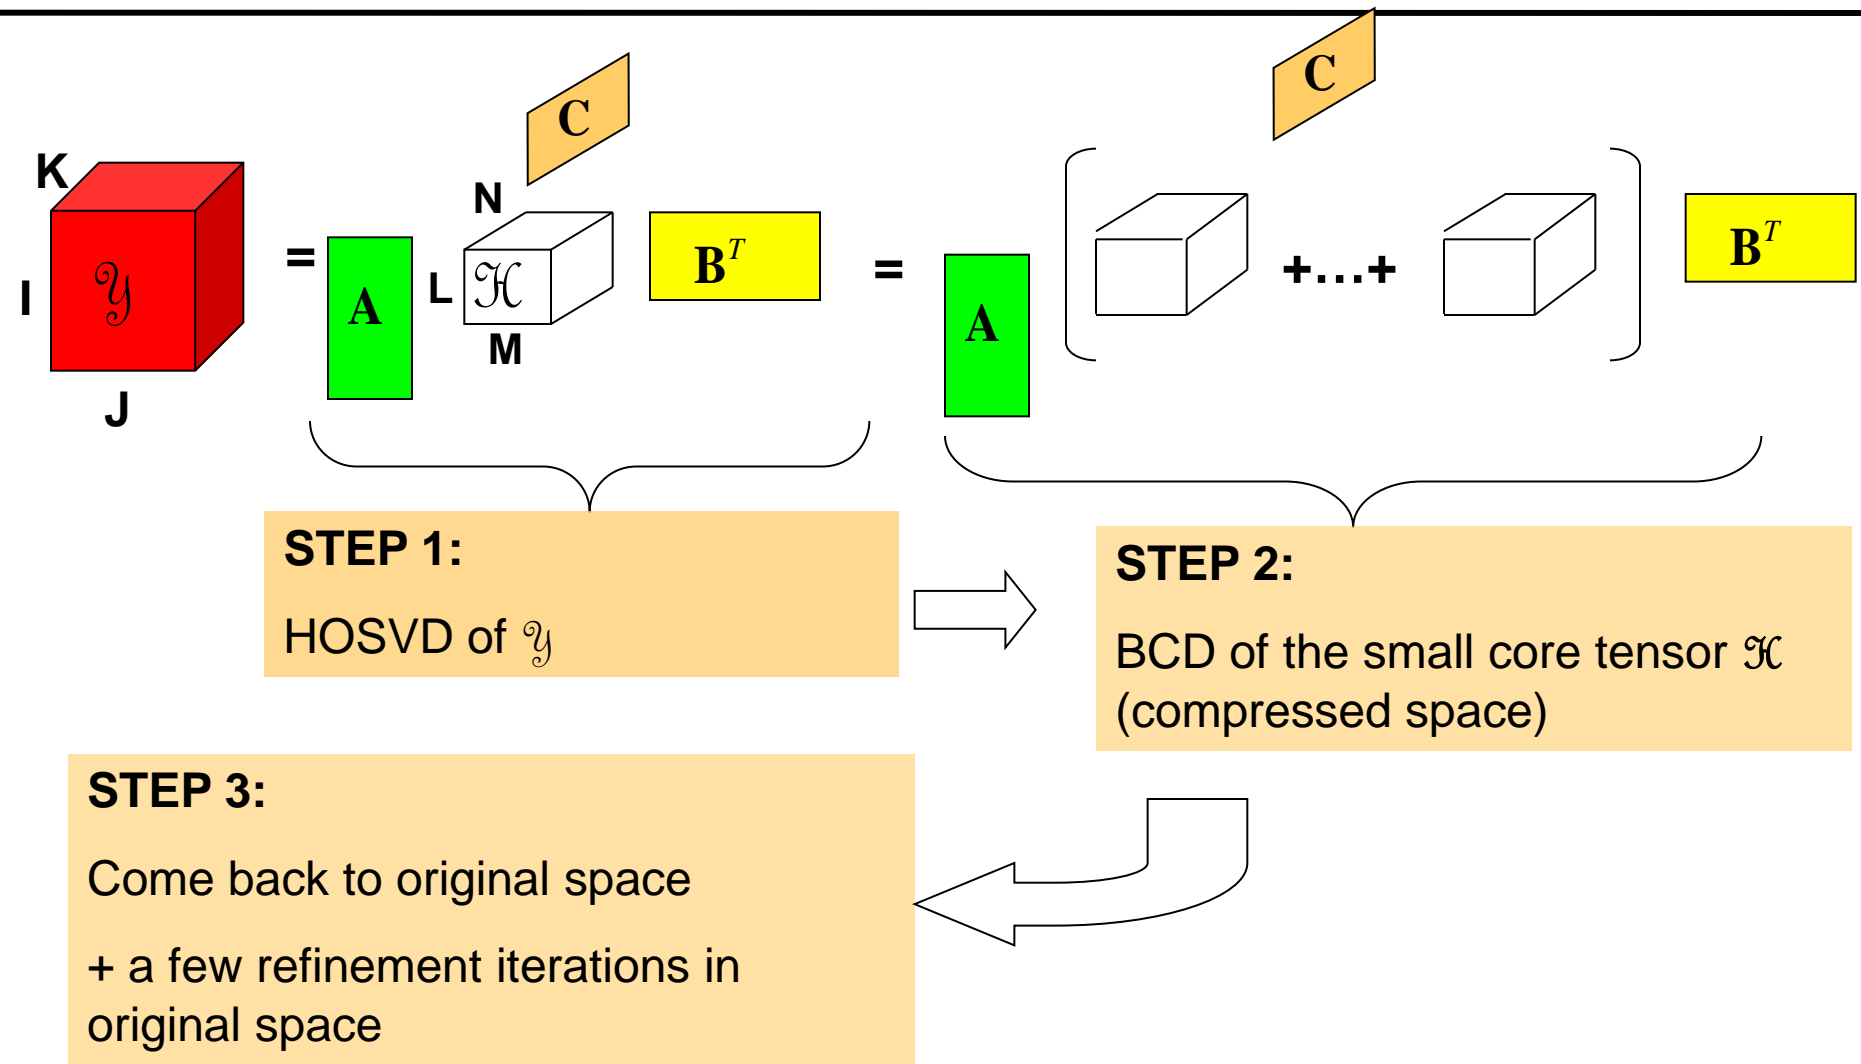 K
I
𝒴
J
=
A
C
N
L
ℋ
M
B^T
=
A
C
+…+
B^T
STEP 1:
HOSVD of 𝒴
STEP 2:
BCD of the small core tensor ℋ
(compressed space)
STEP 3:
Come back to original space
+ a few refinement iterations in
original space